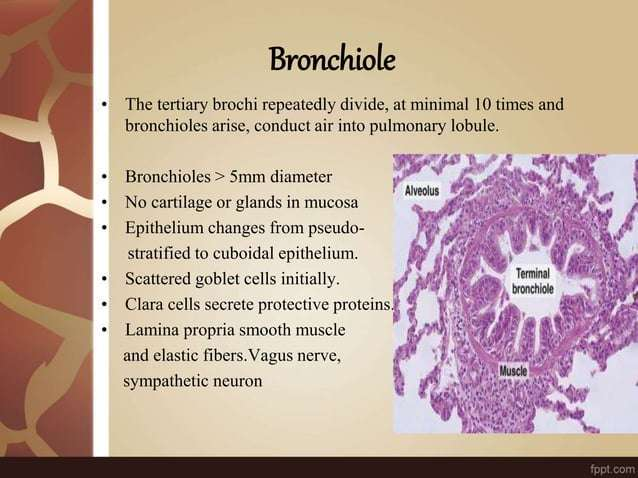 Bronchiole
• The tertiary brochi repeatedly divide, at minimal 10 times and
bronchioles arise, conduct air into pulmonary lobule.
• Bronchioles > 5mm diameter
• No cartilage or glands in mucosa
• Epithelium changes from pseudo-
stratified to cuboidal epithelium.
• Scattered goblet cells initially.
• Clara cells secrete protective proteins.
• Lamina propria smooth muscle
and elastic fibers.Vagus nerve,
sympathetic neuron
Alveolus
Terminal
bronchiole
Muscle
fppt.com